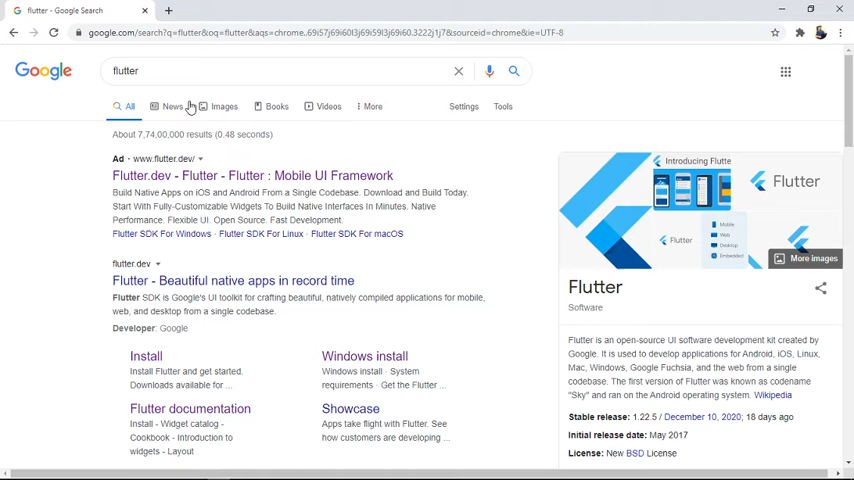 flutter - Google Search
google.com/search?q=flutter&oq=flutter&aqs=chrome..69i57j69i60l3j69i59l3j69i60.3222j1j7&sourceid=chrome&ie=UTF-8
Google
flutter
All
News
Images
Books
Videos
More
Settings
Tools
About 7,74,00,000 results (0.48 seconds)
Ad · www.flutter.dev/
Flutter.dev - Flutter - Flutter : Mobile UI Framework
Build Native Apps on iOS and Android From a Single Codebase. Download and Build Today.
Start With Fully-Customizable Widgets To Build Native Interfaces In Minutes. Native
Performance. Flexible UI. Open Source. Fast Development.
Flutter SDK For Windows · Flutter SDK For Linux · Flutter SDK For macOS
flutter.dev
Flutter - Beautiful native apps in record time
Flutter SDK is Google's UI toolkit for crafting beautiful, natively compiled applications for mobile,
web, and desktop from a single codebase.
Developer: Google
Install
Install Flutter and get started.
Downloads available for ...
Windows install
Windows install · System
requirements · Get the Flutter ...
Flutter documentation
Install - Widget catalog -
Cookbook - Introduction to
widgets - Layout
Showcase
Apps take flight with Flutter. See
how customers are developing ...
Introducing Flutte
Flutter
Flutter
Mobile
Web
Desktop
Embedded
More images
Flutter
Software
Flutter is an open-source UI software development kit created by
Google. It is used to develop applications for Android, iOS, Linux,
Mac, Windows, Google Fuchsia, and the web from a single
codebase. The first version of Flutter was known as codename
"Sky" and ran on the Android operating system. Wikipedia
Stable release: 1.22.5 / December 10, 2020; 18 days ago
Initial release date: May 2017
License: New BSD License